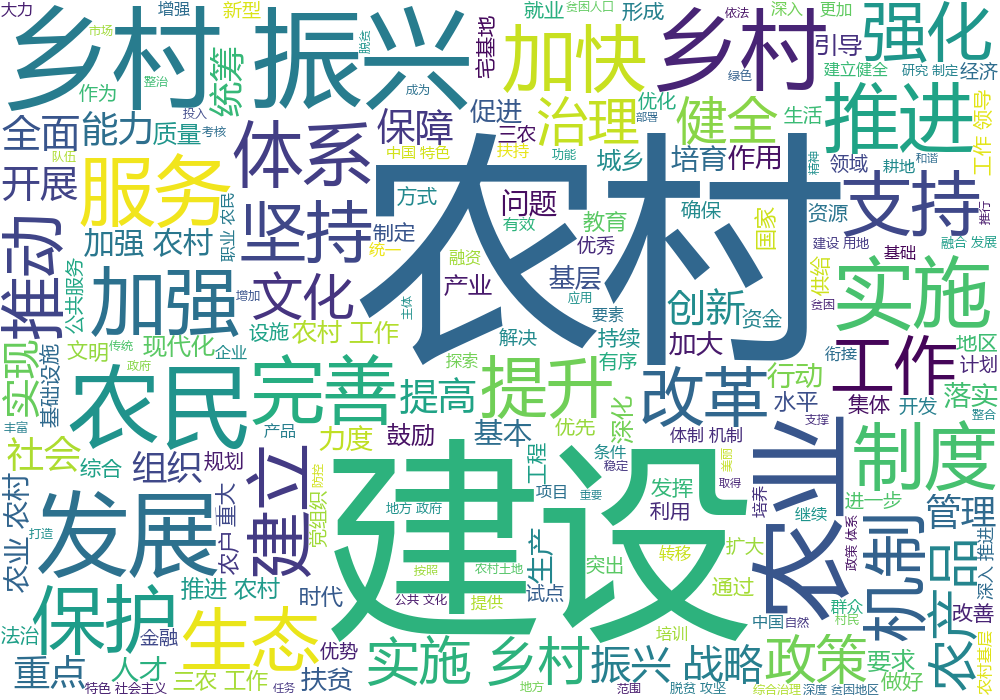 大力
增强
新型
就业
贫困人口
形成
依法
深入
更加
强化
乡村
振兴
市场
脱贫
宅基地
加快
乡村
引导
建立健全
研究 制定
经济
整治
作为
统筹
成为
促进
治理
优化
部署
绿色
健全
生活
推进
工作 领导
全面
能力
质量
投入
考核
体系
保障
三农
队伍
中国 特色
扶持
功能
城乡
培育
作用
精神
领域
耕地
和谐
开展
服务
职业 农民
方式
问题
有效
教育
确保
国家
资源
支持
推行
推动
加强 农村
坚持
制定
统一
优秀
农村
建设 用地
融合 发展
基础
公共服务
加强
增加
文化
主体
融资
产业
基层
应用
要素
创新
资金
供给
贫困
实施
实现
文明
传统
现代化
企业
设施
农村 工作
解决
持续
加大
衔接
地区
政府
基础设施
农民
完善
提高
探索
提升
有序
改革
行动
水平
工作
计划
集体
开发
落实
整合
丰富
产品
力度
鼓励
基本
优先
深化
体制 机制
支撑
社会
综合
组织
规划
建立
防控
党组织
工程
条件
稳定
美丽
取得
农业
制度
农业 农村
打造
发展
农户
重大
地方 政府
建设
项目
重要
发挥
利用
培养
继续
进一步
政策 体系
机制
管理
农产品
深入 推进
保护
推进 农村
时代
按照
农村土地
生产
试点
突出
转移
扩大
通过
公共 文化
提供
法治
金融
生态
优势
培训
中国
自然
群众
村民
改善
农村基层
重点
人才
三农 工作
扶贫
实施 乡村
振兴 战略
政策
要求
做好
特色 社会主义
任务
地方
范围
脱贫 攻坚
综合治理
深度
贫困地区